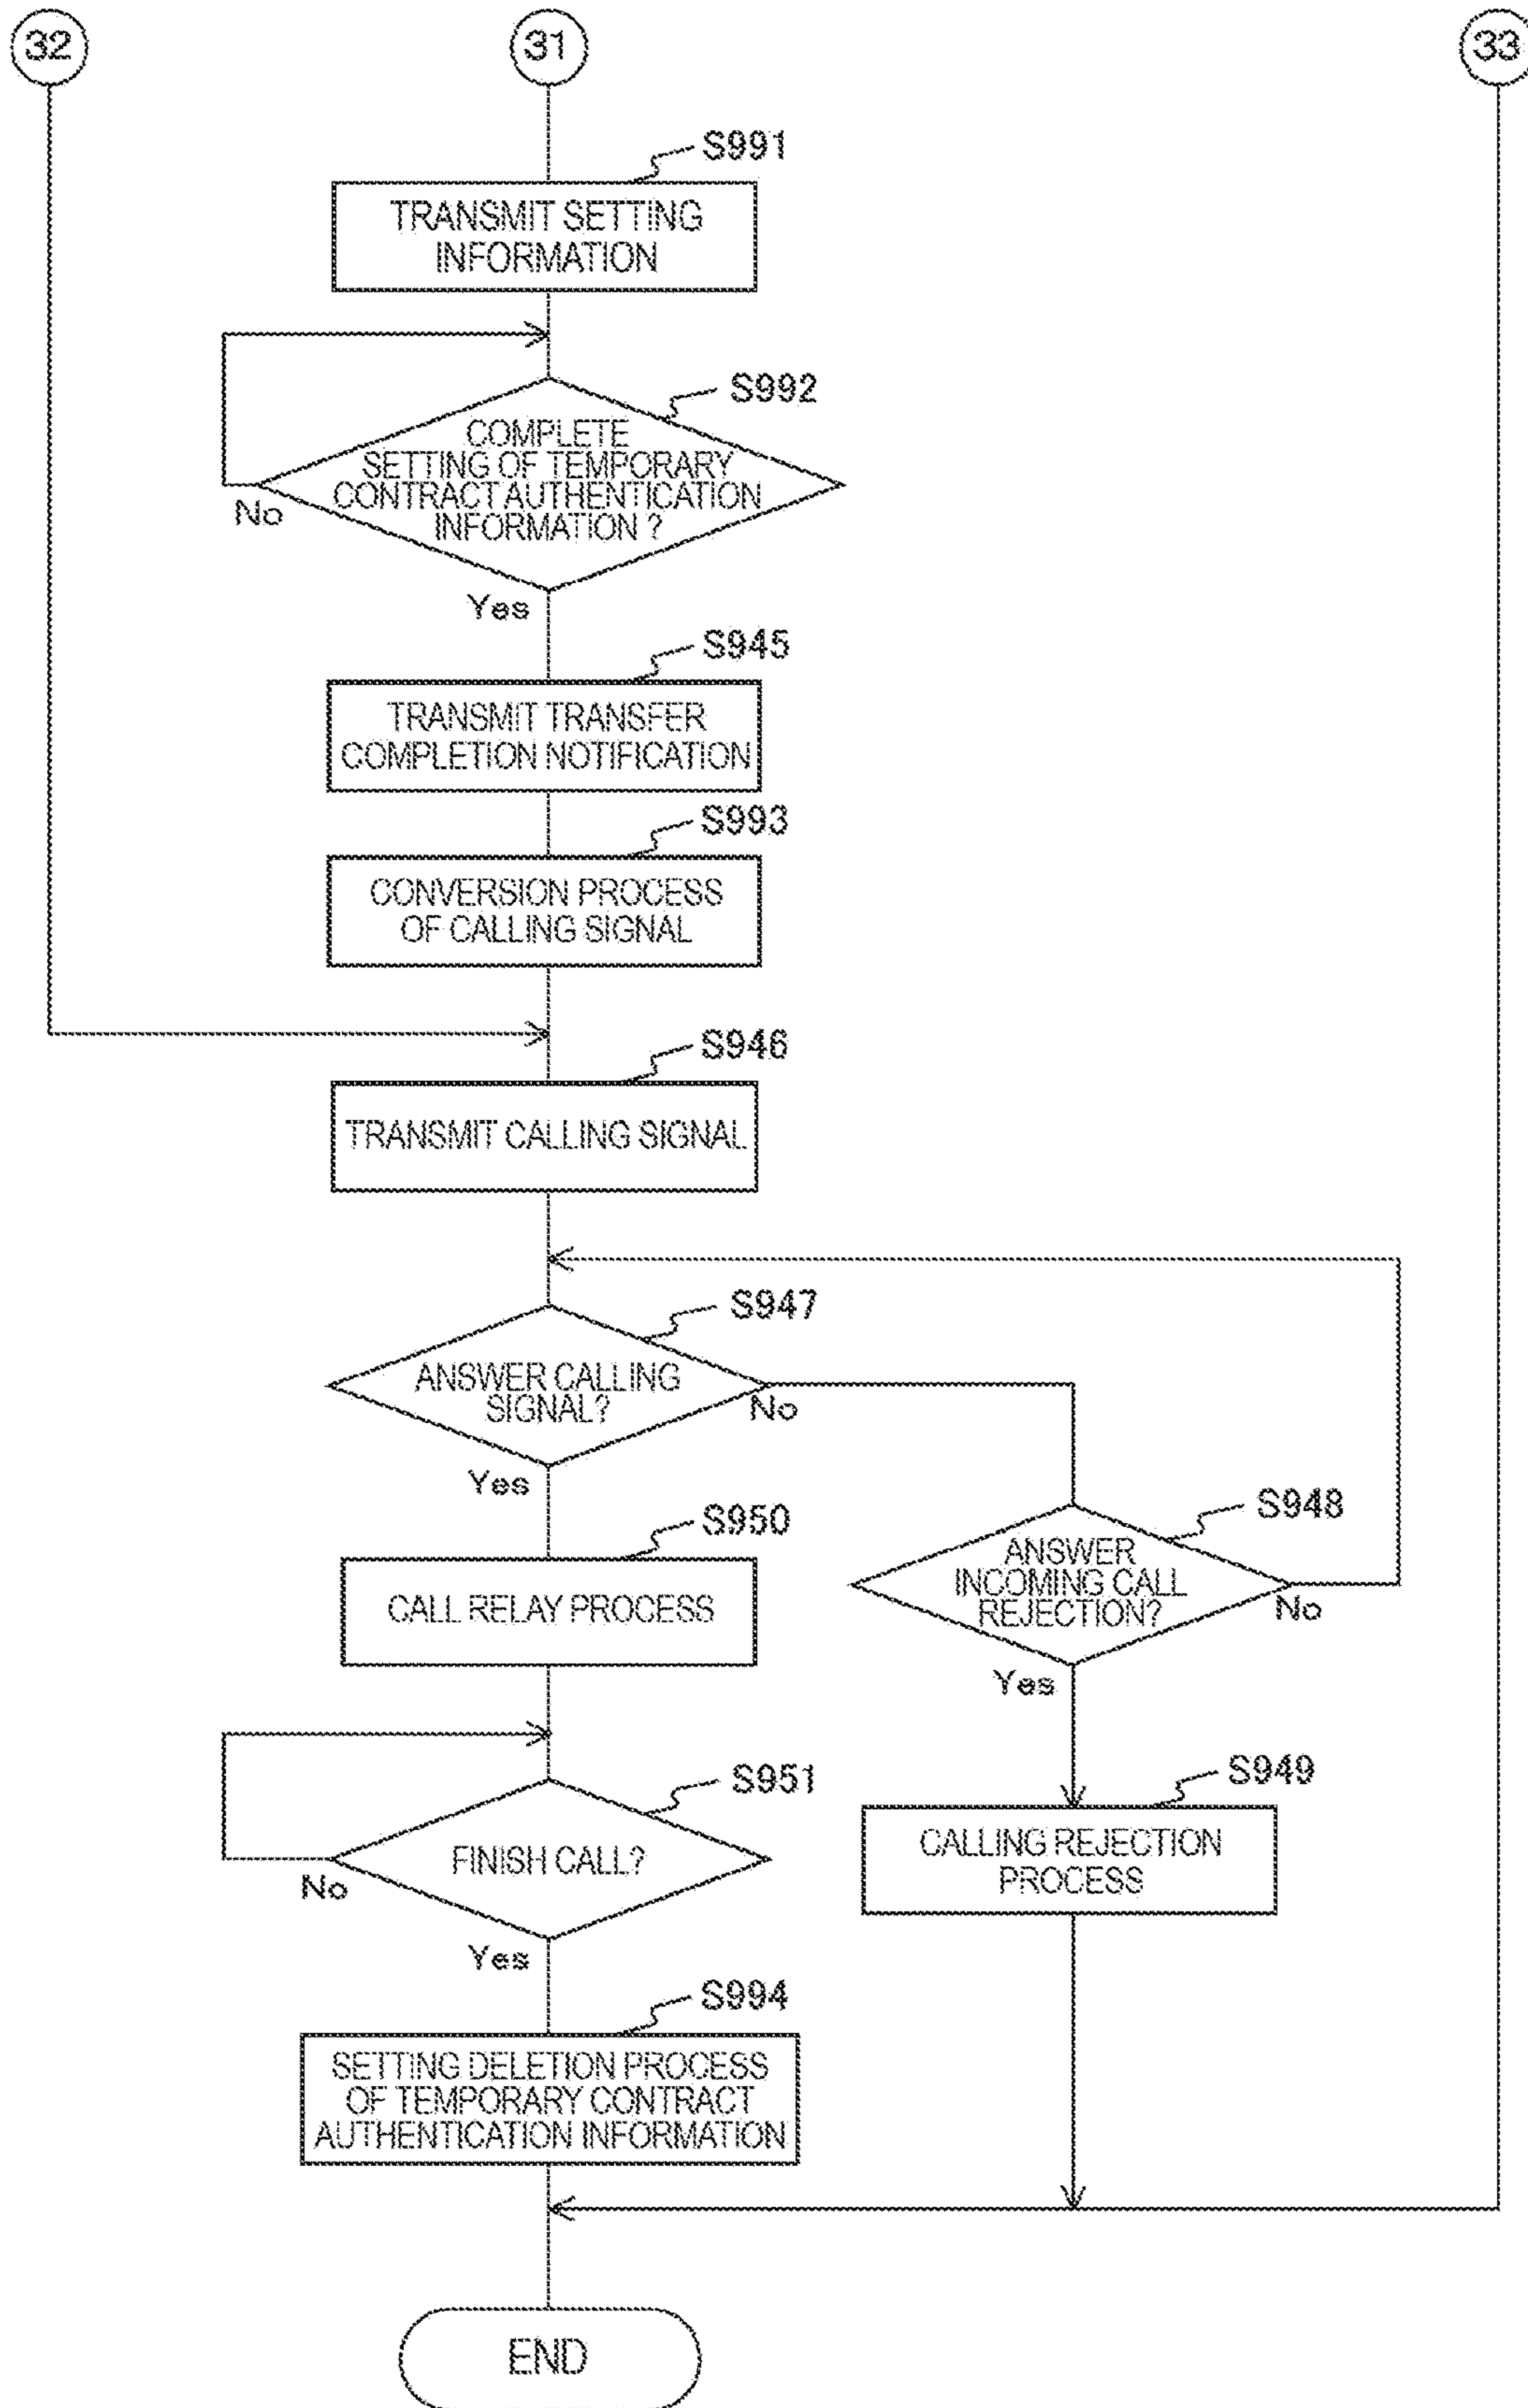 32
31
33
S991
TRANSMIT SETTING
INFORMATION
S992
COMPLETE
SETTING OF TEMPORARY
CONTRACT AUTHENTICATION
INFORMATION ?
No
Yes
S945
TRANSMIT TRANSFER
COMPLETION NOTIFICATION
S993
CONVERSION PROCESS
OF CALLING SIGNAL
S946
TRANSMIT CALLING SIGNAL
S947
ANSWER CALLING
SIGNAL?
No
Yes
S950
CALL RELAY PROCESS
S948
ANSWER
INCOMING CALL
REJECTION?
No
Yes
S951
FINISH CALL?
No
Yes
S949
CALLING REJECTION
PROCESS
S994
SETTING DELETION PROCESS
OF TEMPORARY CONTRACT
AUTHENTICATION INFORMATION
END